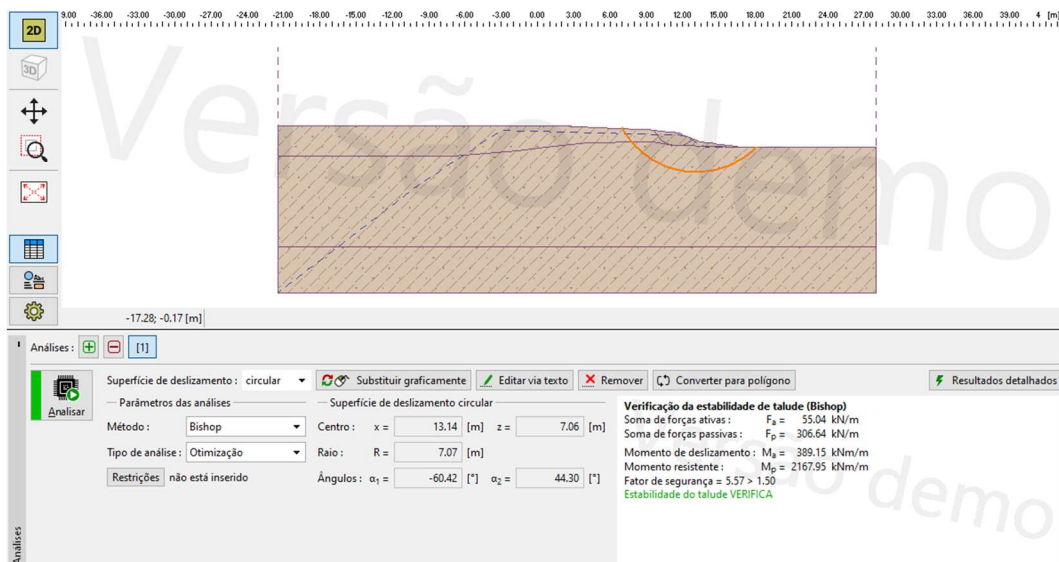 9.00 -36.00 -33.00 -30.00 -27.00 -24.00 -21.00 -18.00 -15.00 -12.00 -9.00 -6.00 -3.00 0.00 3.00 6.00 9.00 12.00 15.00 18.00 21.00 24.00 27.00 30.00 33.00 36.00 39.00 4 [m]
2D
3D
Versão demo
-17.28; -0.17 [m]
Análises : [1]
Analisar
Superfície de deslizamento : circular Substituir graficamente Editar via texto Remover Converter para polígono Resultados detalhados
Parâmetros das análises
Método : Bishop
Tipo de análise : Otimização
Restrições não está inserido
Superfície de deslizamento circular
Centro : x = 13.14 [m] z = 7.06 [m]
Raio : R = 7.07 [m]
Ângulos : α1 = -60.42 [°] α2 = 44.30 [°]
Verificação da estabilidade de talude (Bishop)
Soma de forças ativas : Fa = 55.04 kN/m
Soma de forças passivas : Fp = 306.64 kN/m
Momento de deslizamento : Ma = 389.15 kNm/m
Momento resistente : Mp = 2167.95 kNm/m
Fator de segurança = 5.57 > 1.50
Estabilidade do talude VERIFICA
Versão demo
Análises